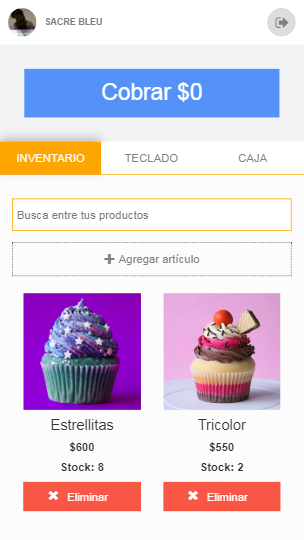 SACRE BLEU
Cobrar $0
INVENTARIO TECLADO CAJA
Busca entre tus productos
Agregar artículo
Estrellitas Tricolor
$600 $550
Stock: 8 Stock: 2
Eliminar Eliminar